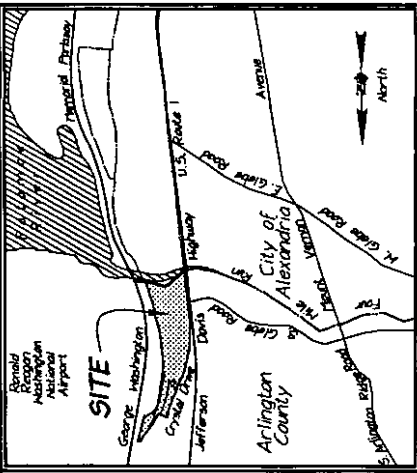 Ronald
Reagan
Washington
National
Airport
SITE
George Washington
Memorial Parkway
River
Crystal Drive
Jefferson Davis Highway
U.S. Route 1
Arlington
County
Glebe Road
Four Mile Run
City of
Alexandria
E. Glebe Road
W. Glebe Road
Mount Vernon
Avenue
S. Arlington Ridge Road
North